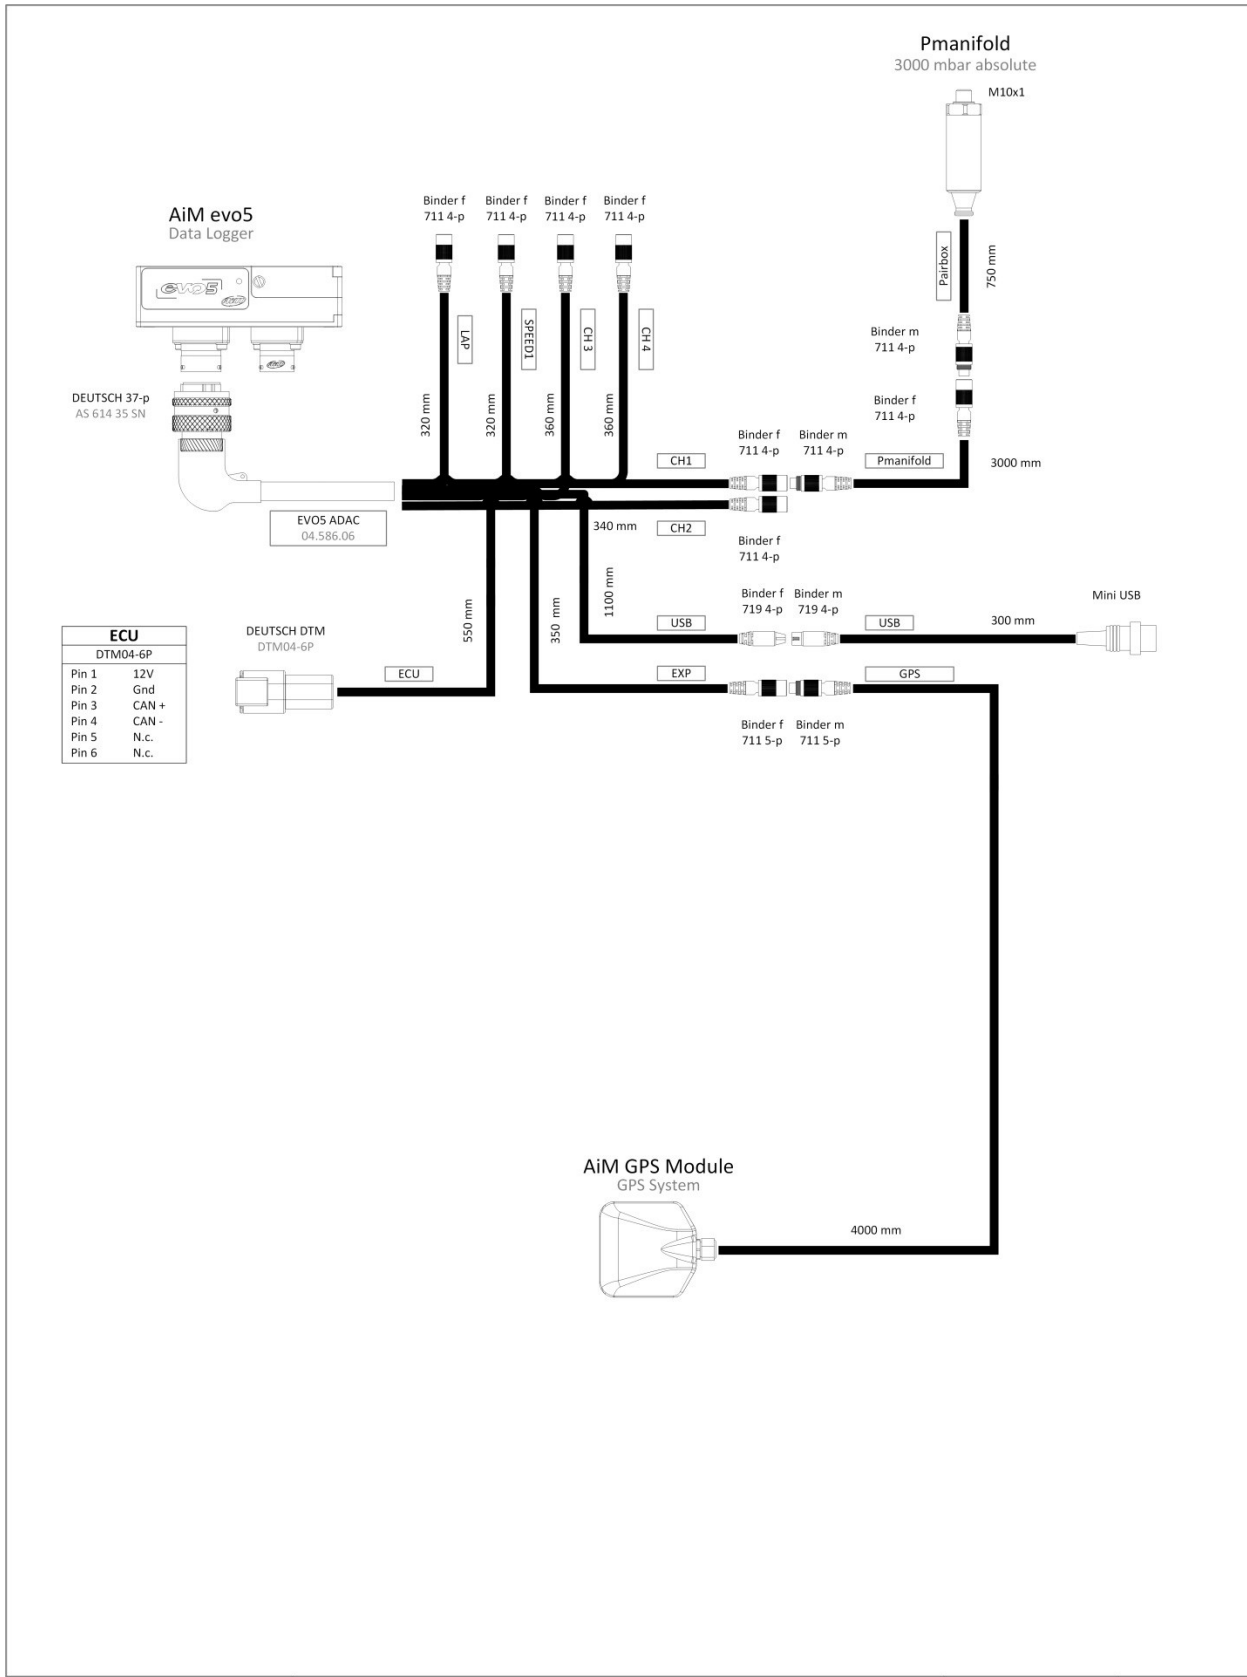 Pmanifold
3000 mbar absolute
M10x1
Binder f
711 4-p
Binder f
711 4-p
Binder f
711 4-p
Binder f
711 4-p
AiM evo5
Data Logger
evo5
Pairbox
750 mm
LAP
SPEED1
CH 3
CH 4
Binder m
711 4-p
DEUTSCH 37-p
AS 614 35 SN
320 mm
320 mm
360 mm
360 mm
Binder f
711 4-p
Binder f
711 4-p
Binder m
711 4-p
CH1
Pmanifold
3000 mm
EVO5 ADAC
04.586.06
340 mm
CH2
Binder f
711 4-p
550 mm
350 mm
1100 mm
Binder f
719 4-p
Binder m
719 4-p
Mini USB
USB
USB
300 mm
ECU
DTM04-6P
Pin 1 12V
Pin 2 Gnd
Pin 3 CAN +
Pin 4 CAN -
Pin 5 N.c.
Pin 6 N.c.
DEUTSCH DTM
DTM04-6P
ECU
EXP
GPS
Binder f
711 5-p
Binder m
711 5-p
AiM GPS Module
GPS System
4000 mm